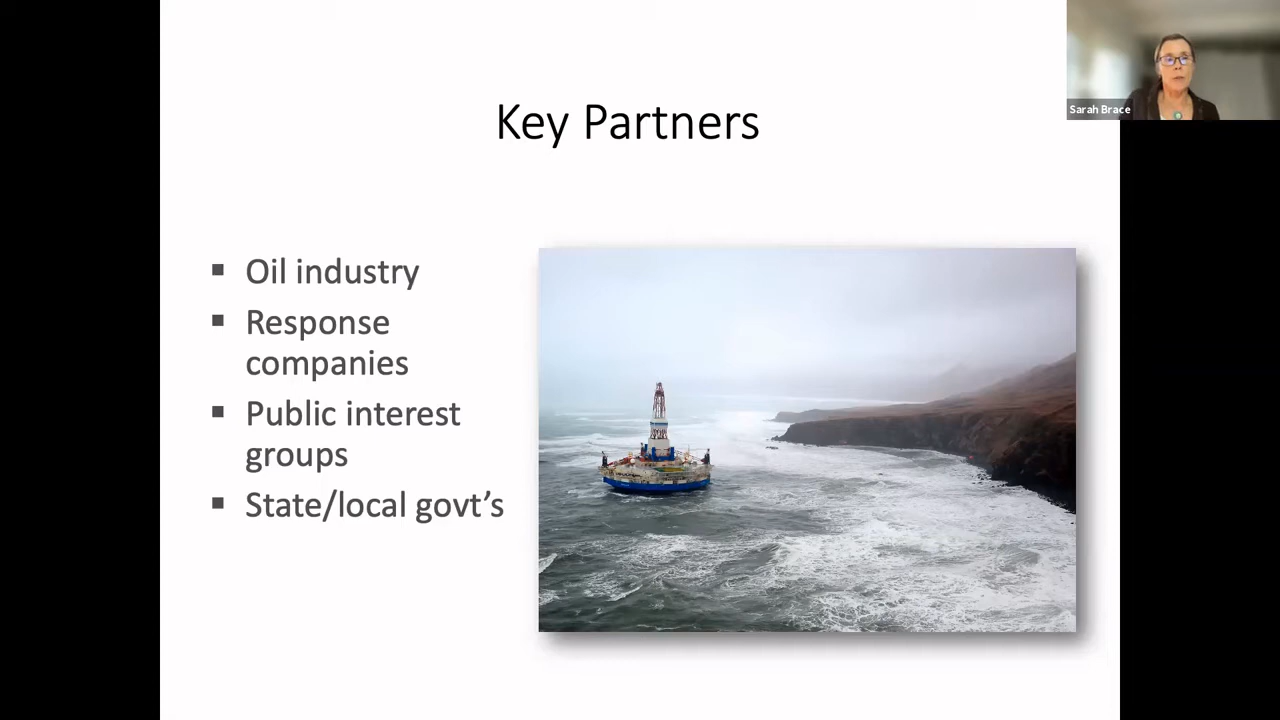 Sarah Brace
Key Partners
▪ Oil industry
▪ Response
companies
▪ Public interest
groups
▪ State/local govt’s